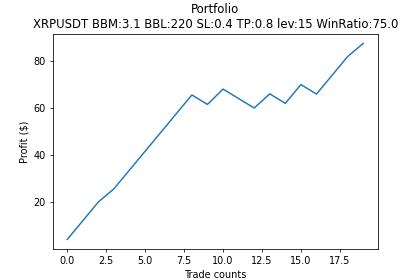 Portfolio
XRPUSDT BBM:3.1 BBL:220 SL:0.4 TP:0.8 lev:15 WinRatio:75.0
80
60
40
20
Profit ($)
0.0 2.5 5.0 7.5 10.0 12.5 15.0 17.5
Trade counts